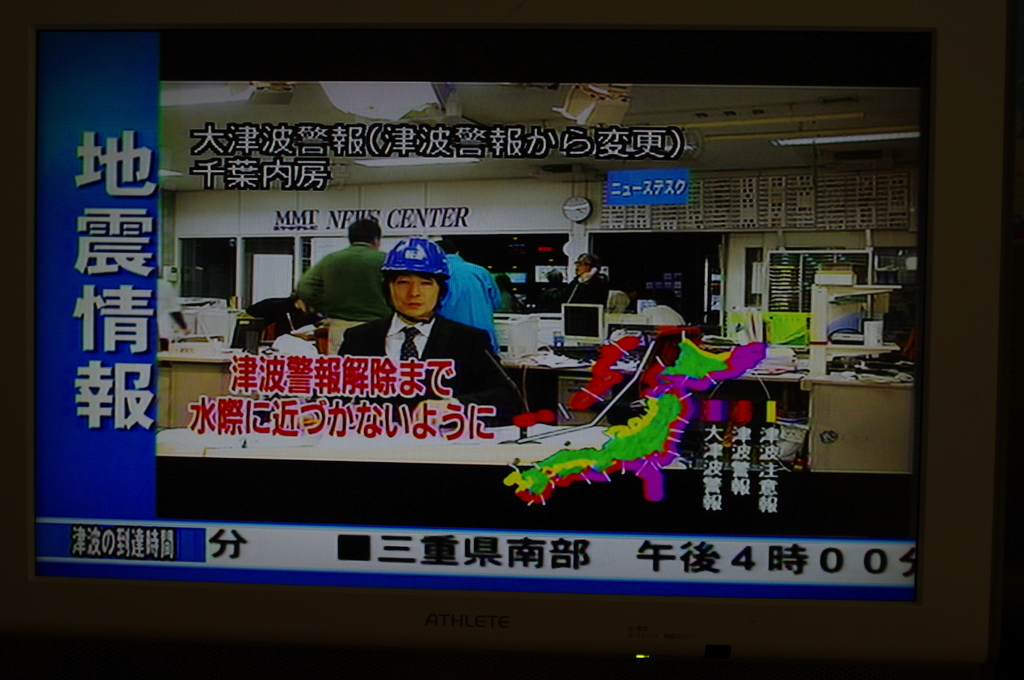 地震情報
大津波警報(津波警報から変更)
千葉内房
ニュースデスク
MMT NEWS CENTER
津波警報解除まで
水際に近づかないように
大津波警報
津波警報
津波注意報
津波の到達時間
分 ■三重県南部 午後4時00分
ATHLETE